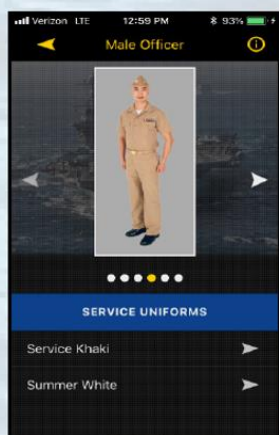 Verizon LTE 12:59 PM 93%
Male Officer
SERVICE UNIFORMS
Service Khaki
Summer White